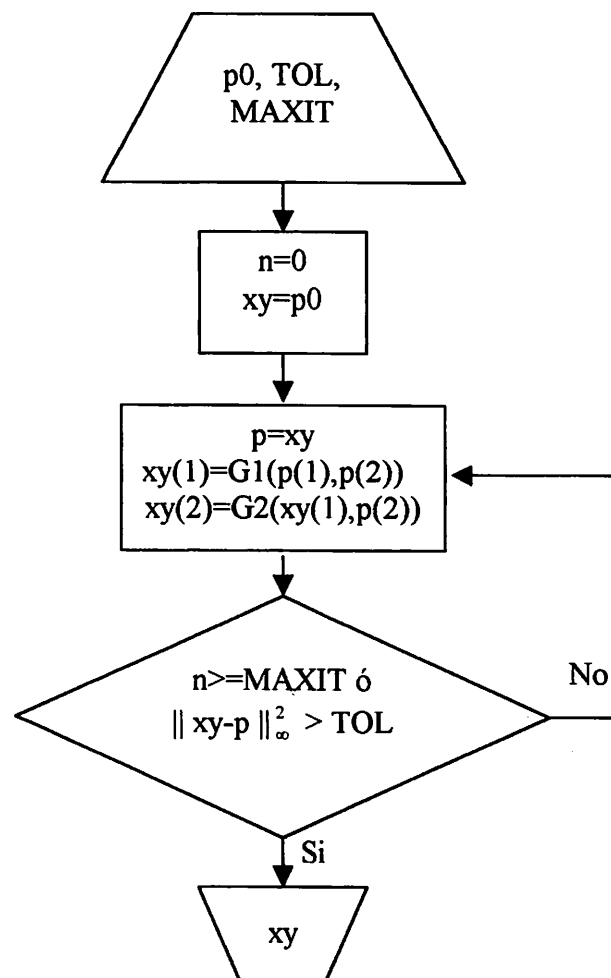 p0, TOL,
MAXIT
n=0
xy=p0
p=xy
xy(1)=G1(p(1),p(2))
xy(2)=G2(xy(1),p(2))
n>=MAXIT ó
|| xy-p ||²∞ > TOL
No
Si
xy